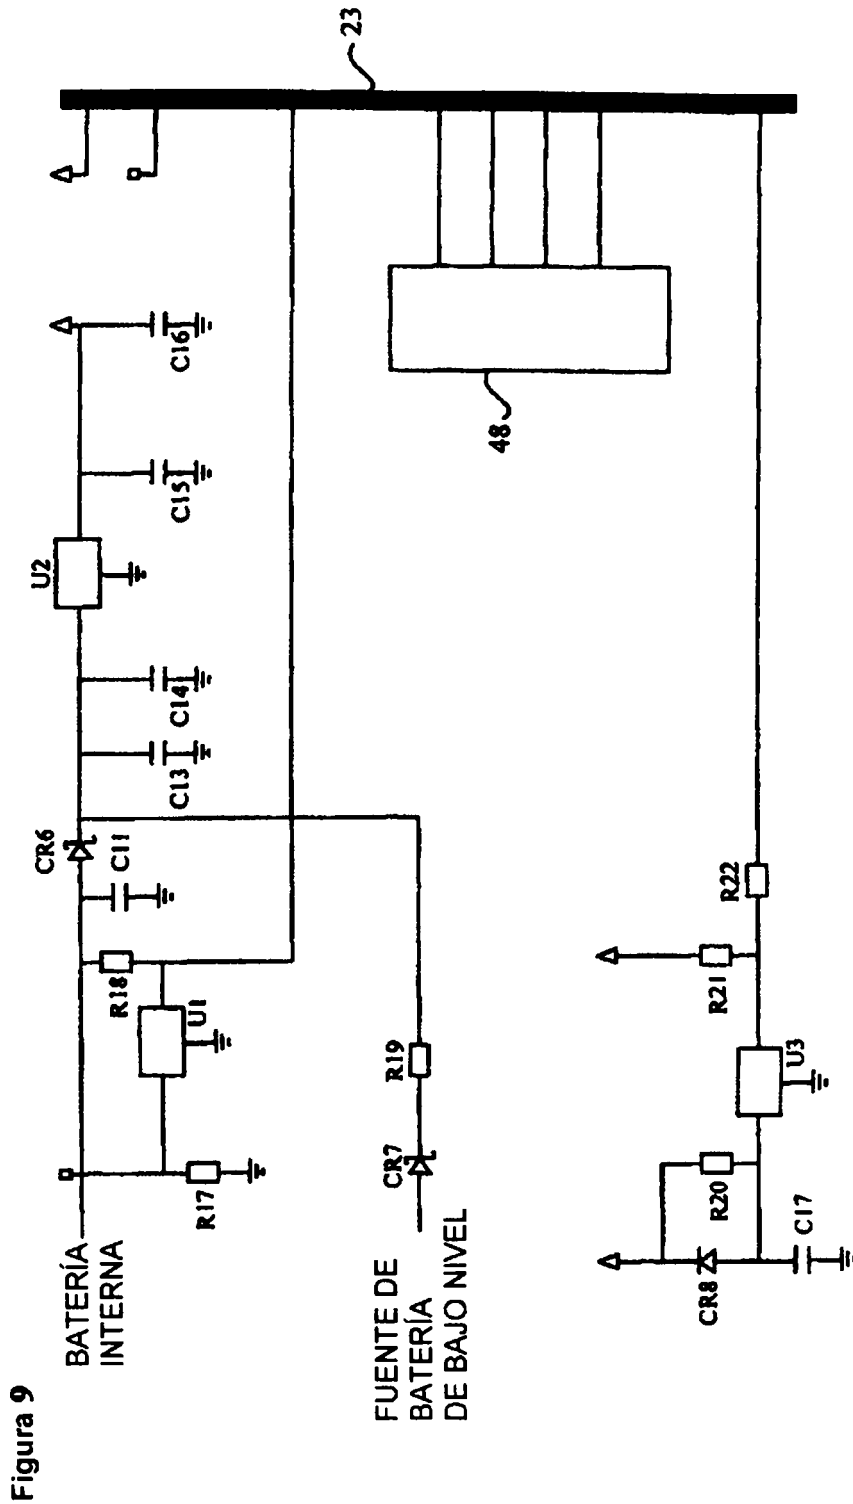 Figura 9
BATERÍA
INTERNA
R17
U1
R18
C11
CR6
C13
C14
U2
C15
C16
23
FUENTE DE
BATERÍA
DE BAJO NIVEL
CR7
R19
48
CR8
C17
R20
U3
R21
R22